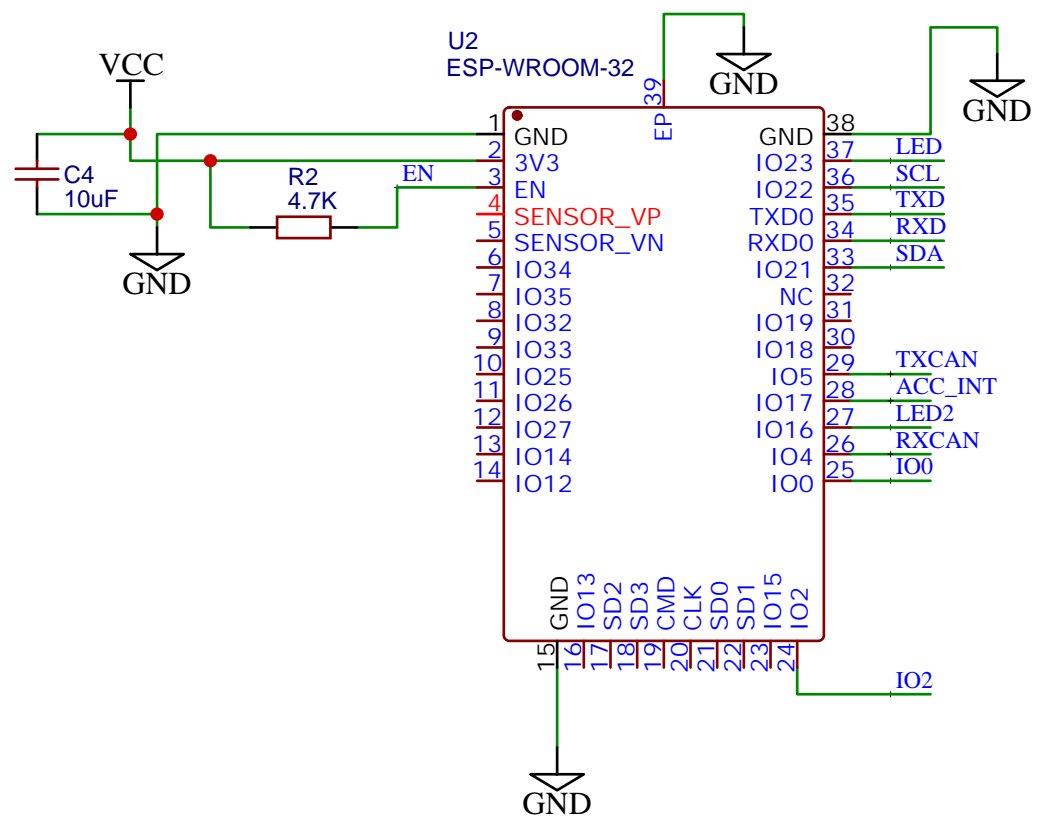 U2
ESP-WROOM-32
VCC
GND
GND
C4
10uF
GND
EN
R2
4.7K
39
EP
1
GND
2
3V3
3
EN
4
SENSOR_VP
5
SENSOR_VN
6
IO34
7
IO35
8
IO32
9
IO33
10
IO25
11
IO26
12
IO27
13
IO14
14
IO12
GND
38
IO23
37
LED
IO22
36
SCL
TXD0
35
TXD
RXD0
34
RXD
IO21
33
SDA
NC
32
IO19
31
IO18
30
IO5
29
TXCAN
IO17
28
ACC_INT
IO16
27
LED2
IO4
26
RXCAN
IO0
25
IO0
GND
15
IO13
16
SD2
17
SD3
18
CMD
19
CLK
20
SD0
21
SD1
22
IO15
23
IO2
24
IO2
GND